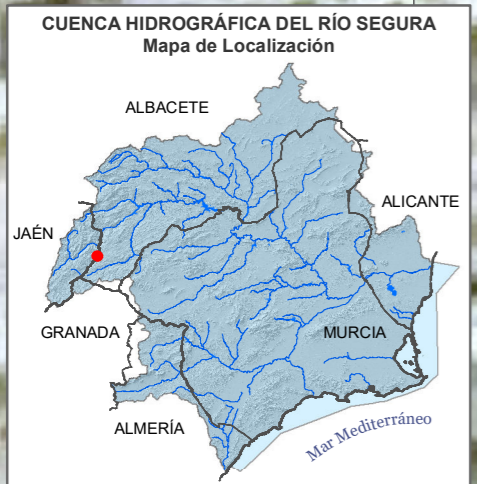 CUENCA HIDROGRÁFICA DEL RÍO SEGURA
Mapa de Localización
ALBACETE
ALICANTE
JAÉN
GRANADA
MURCIA
ALMERÍA
Mar Mediterráneo